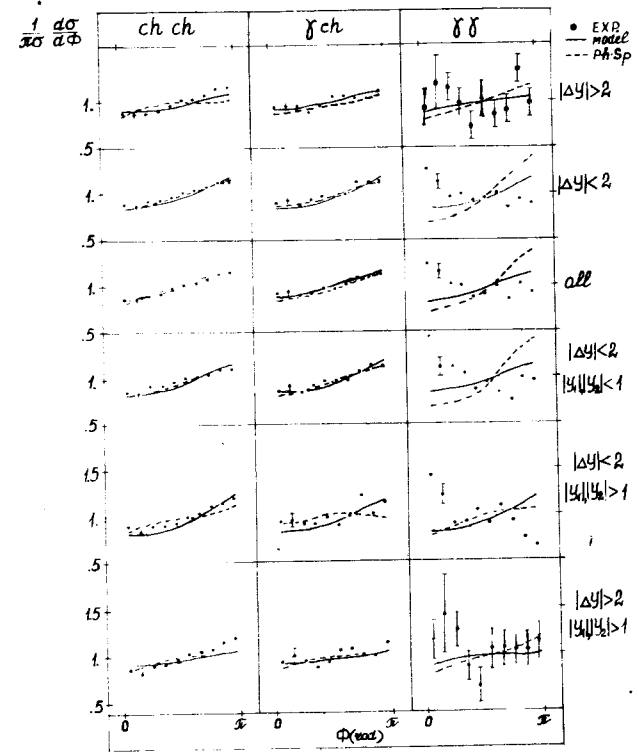 1/πσ dσ/dΦ
ch ch
γ ch
γ γ
• EXP.
— model
--- Ph.Sp
|Δy|>2
1.
.5
|Δy|<2
1.
.5
all
1.
.5
|Δy|<2
|y₁||y₂|<1
1.
.5
|Δy|<2
|y₁||y₂|>1
1.5
1.
.5
|Δy|>2
|y₁||y₂|>1
1.5
1.
.5
0 π 0 π 0 π
Φ(rad)